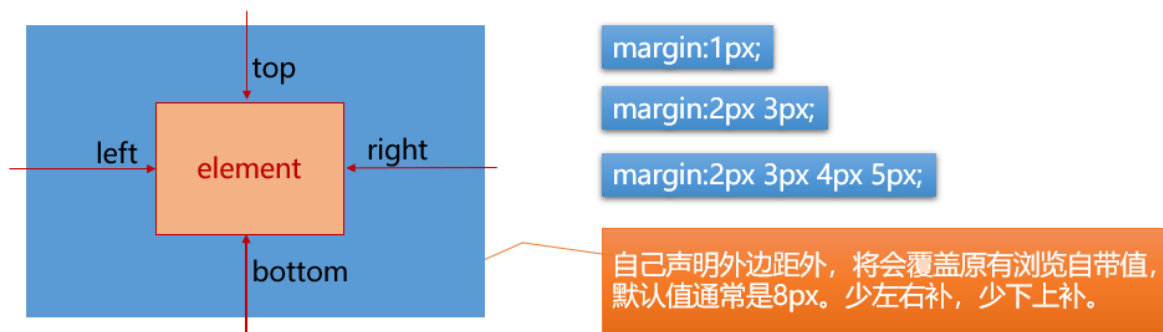 top
left
element
right
bottom
margin:1px;
margin:2px 3px;
margin:2px 3px 4px 5px;
自己声明外边距外，将会覆盖原有浏览自带值，
默认值通常是8px。少左右补，少下上补。